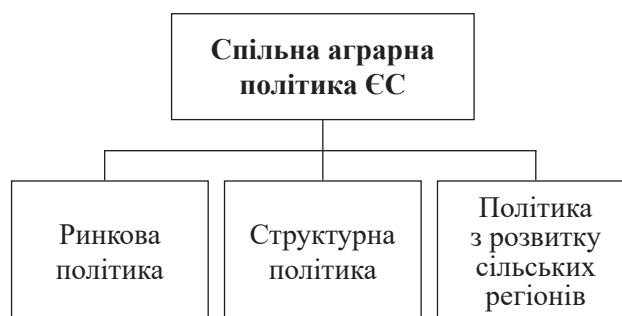 Спільна аграрна
політика ЄС
Ринкова
політика
Структурна
політика
Політика
з розвитку
сільських
регіонів